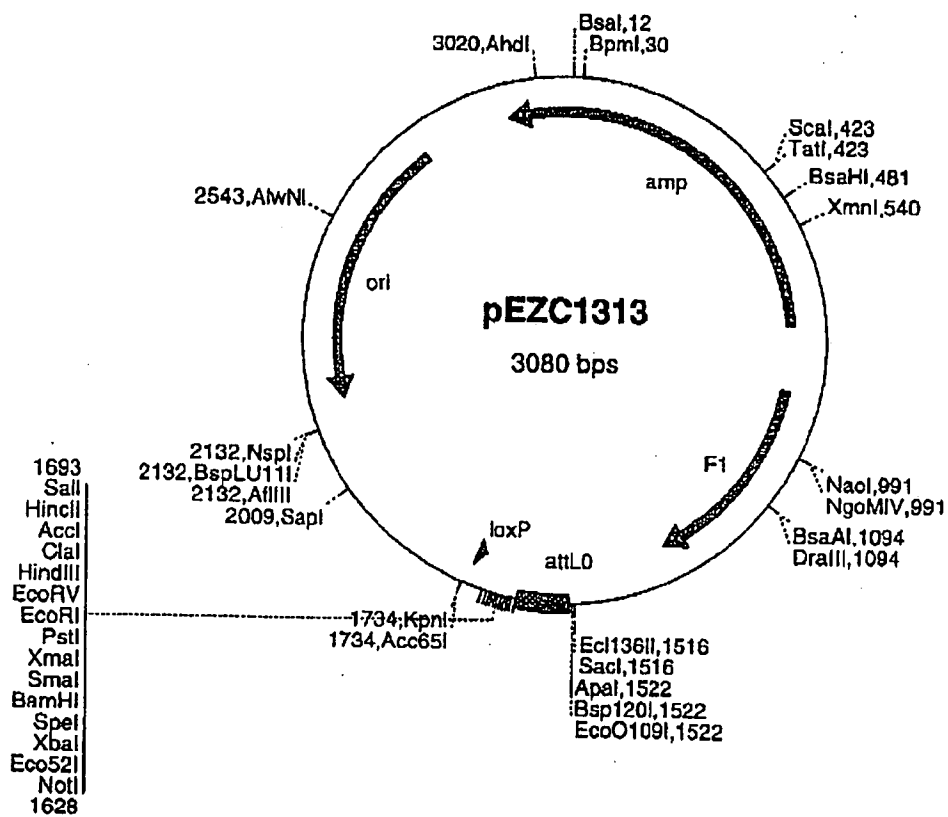 BsaI,12
3020,AhdI
BpmI,30
ScaI,423
TatI,423
amp
BsaHI,481
2543,AlwNI
XmnI,540
ori
pEZC1313
3080 bps
F1
2132,NspI
2132,BspLU11I
2132,AflIII
2009,SapI
NaoI,991
NgoMIV,991
BsaAI,1094
DraIII,1094
loxP
attL0
1734,KpnI
1734,Acc65I
Ecl136II,1516
SacI,1516
ApaI,1522
Bsp120I,1522
EcoO109I,1522
1693
SalI
HincII
AccI
ClaI
HindIII
EcoRV
EcoRI
PstI
XmaI
SmaI
BamHI
SpeI
XbaI
Eco52I
NotI
1628